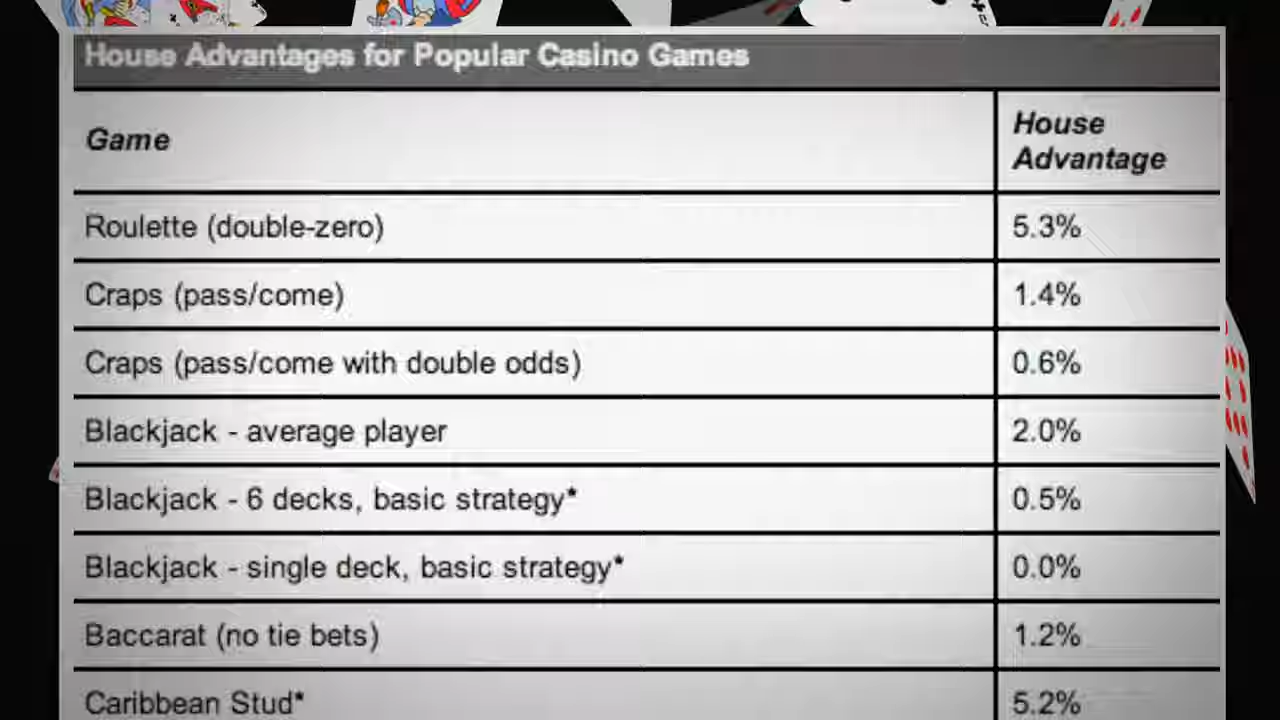 House Advantages for Popular Casino Games
Game
House
Advantage
Roulette (double-zero) 5.3%
Craps (pass/come) 1.4%
Craps (pass/come with double odds) 0.6%
Blackjack - average player 2.0%
Blackjack - 6 decks, basic strategy* 0.5%
Blackjack - single deck, basic strategy* 0.0%
Baccarat (no tie bets) 1.2%
Caribbean Stud* 5.2%